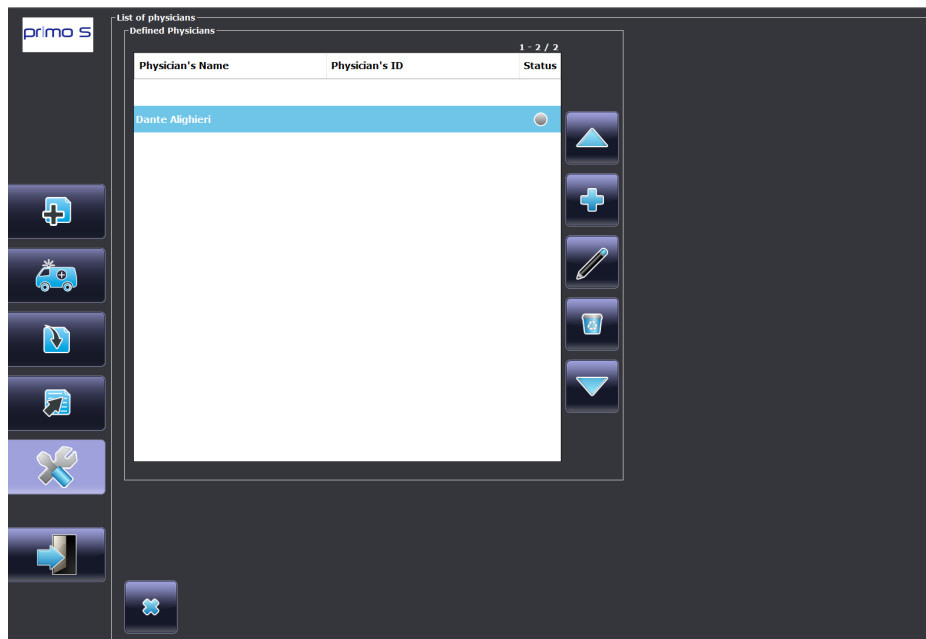 primo S
List of physicians
Defined Physicians
1 - 2 / 2
Physician's Name Physician's ID Status
Dante Alighieri